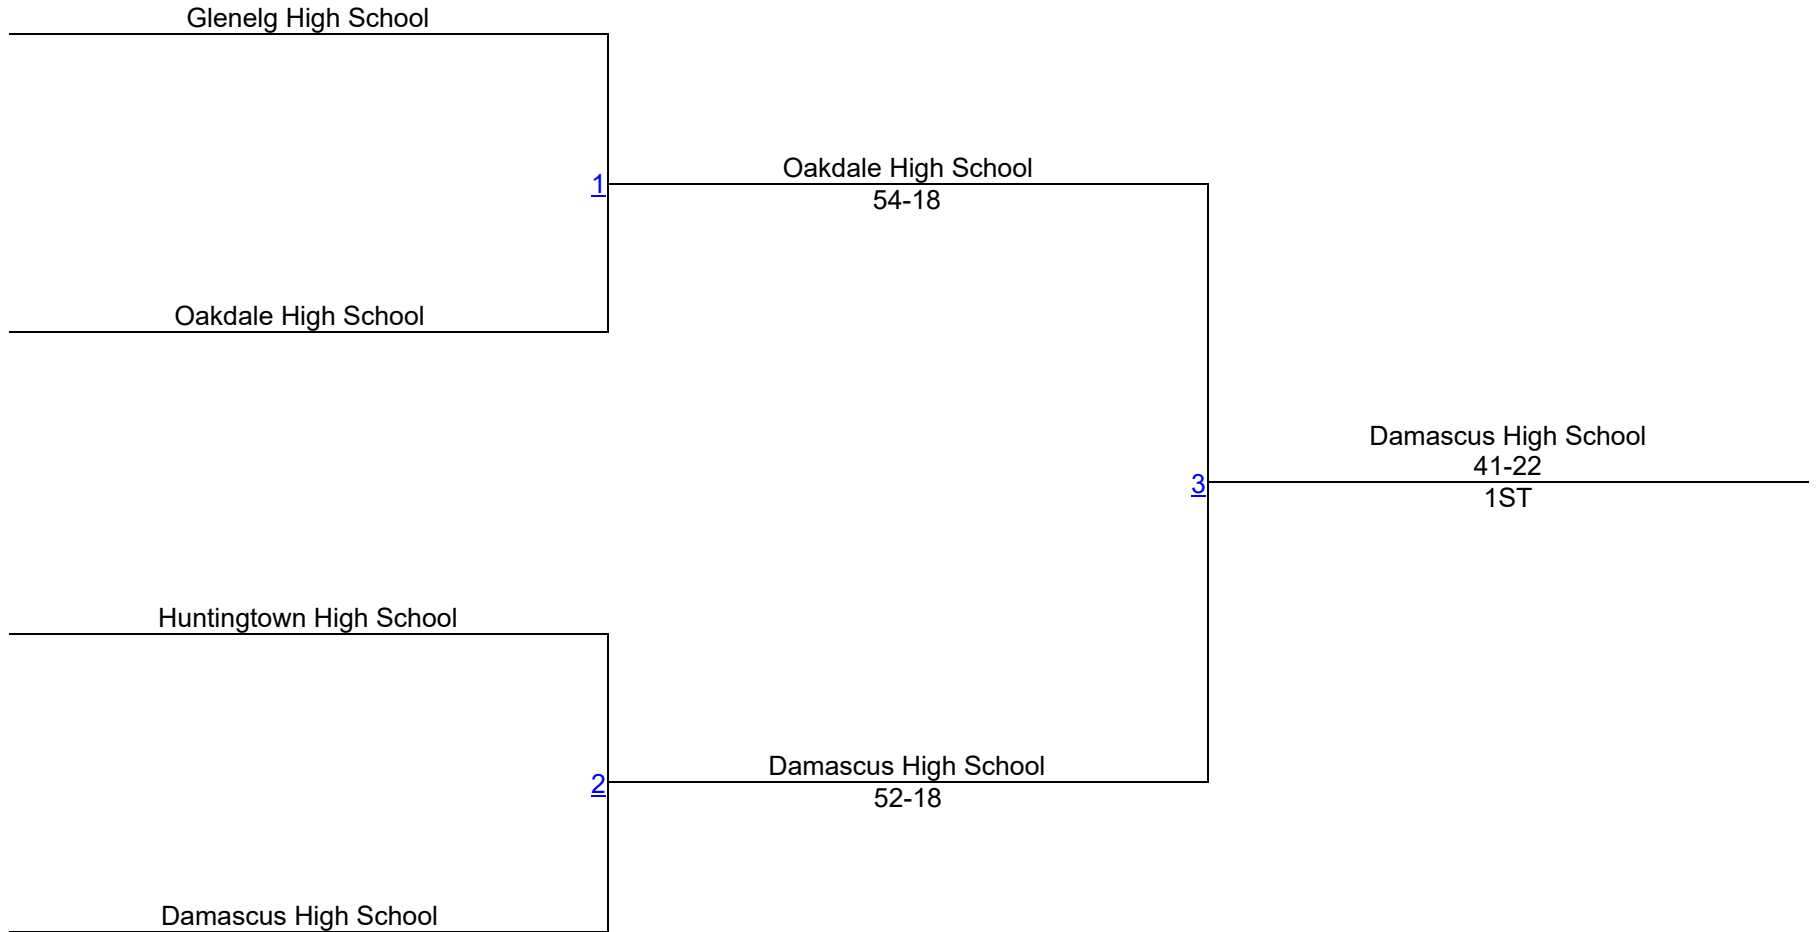 Glenelg High School
1
Oakdale High School
54-18
Oakdale High School
Damascus High School
41-22
3
1ST
Huntingtown High School
2
Damascus High School
52-18
Damascus High School